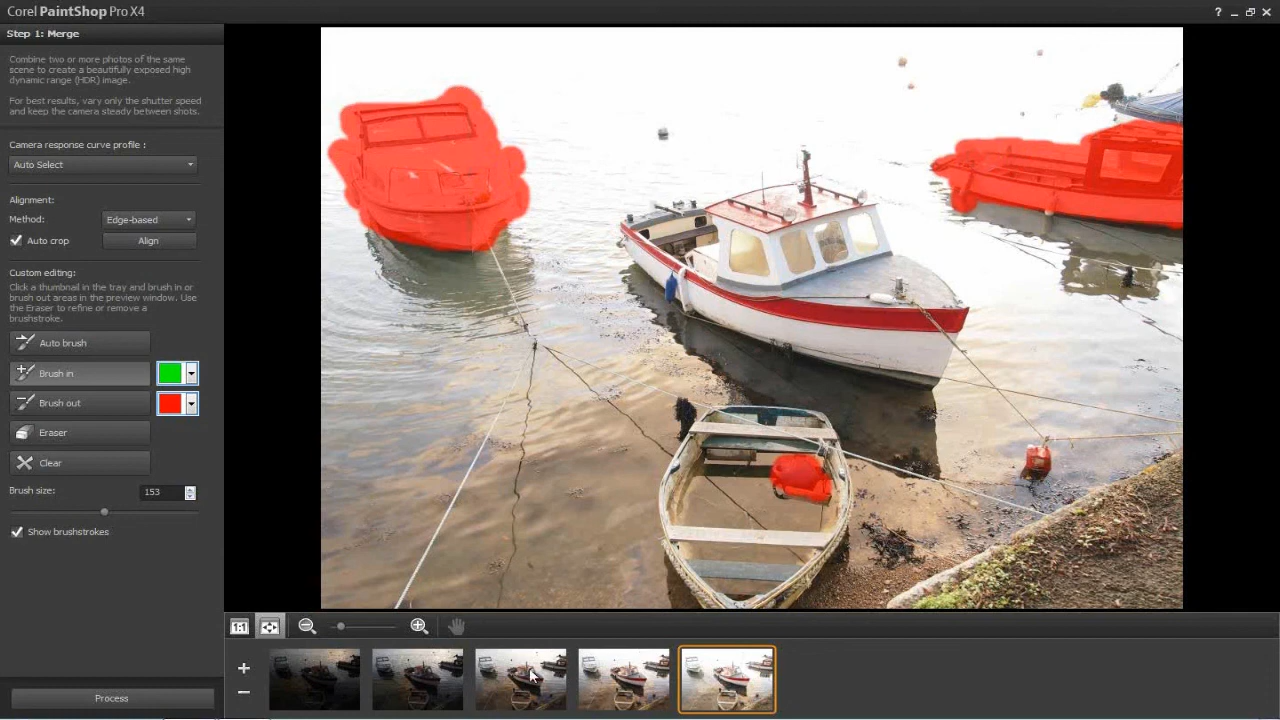 Corel PaintShop Pro X4
?
Step 1: Merge
Combine two or more photos of the same
scene to create a beautifully exposed high
dynamic range (HDR) image.
For best results, vary only the shutter speed
and keep the camera steady between shots.
Camera response curve profile :
Auto Select
Alignment:
Method:
Edge-based
Auto crop
Align
Custom editing:
Click a thumbnail in the tray and brush in or
brush out areas in the preview window. Use
the Eraser to refine or remove a
brushstroke.
Auto brush
Brush in
Brush out
Eraser
Clear
Brush size:
153
Show brushstrokes
1:1
Process